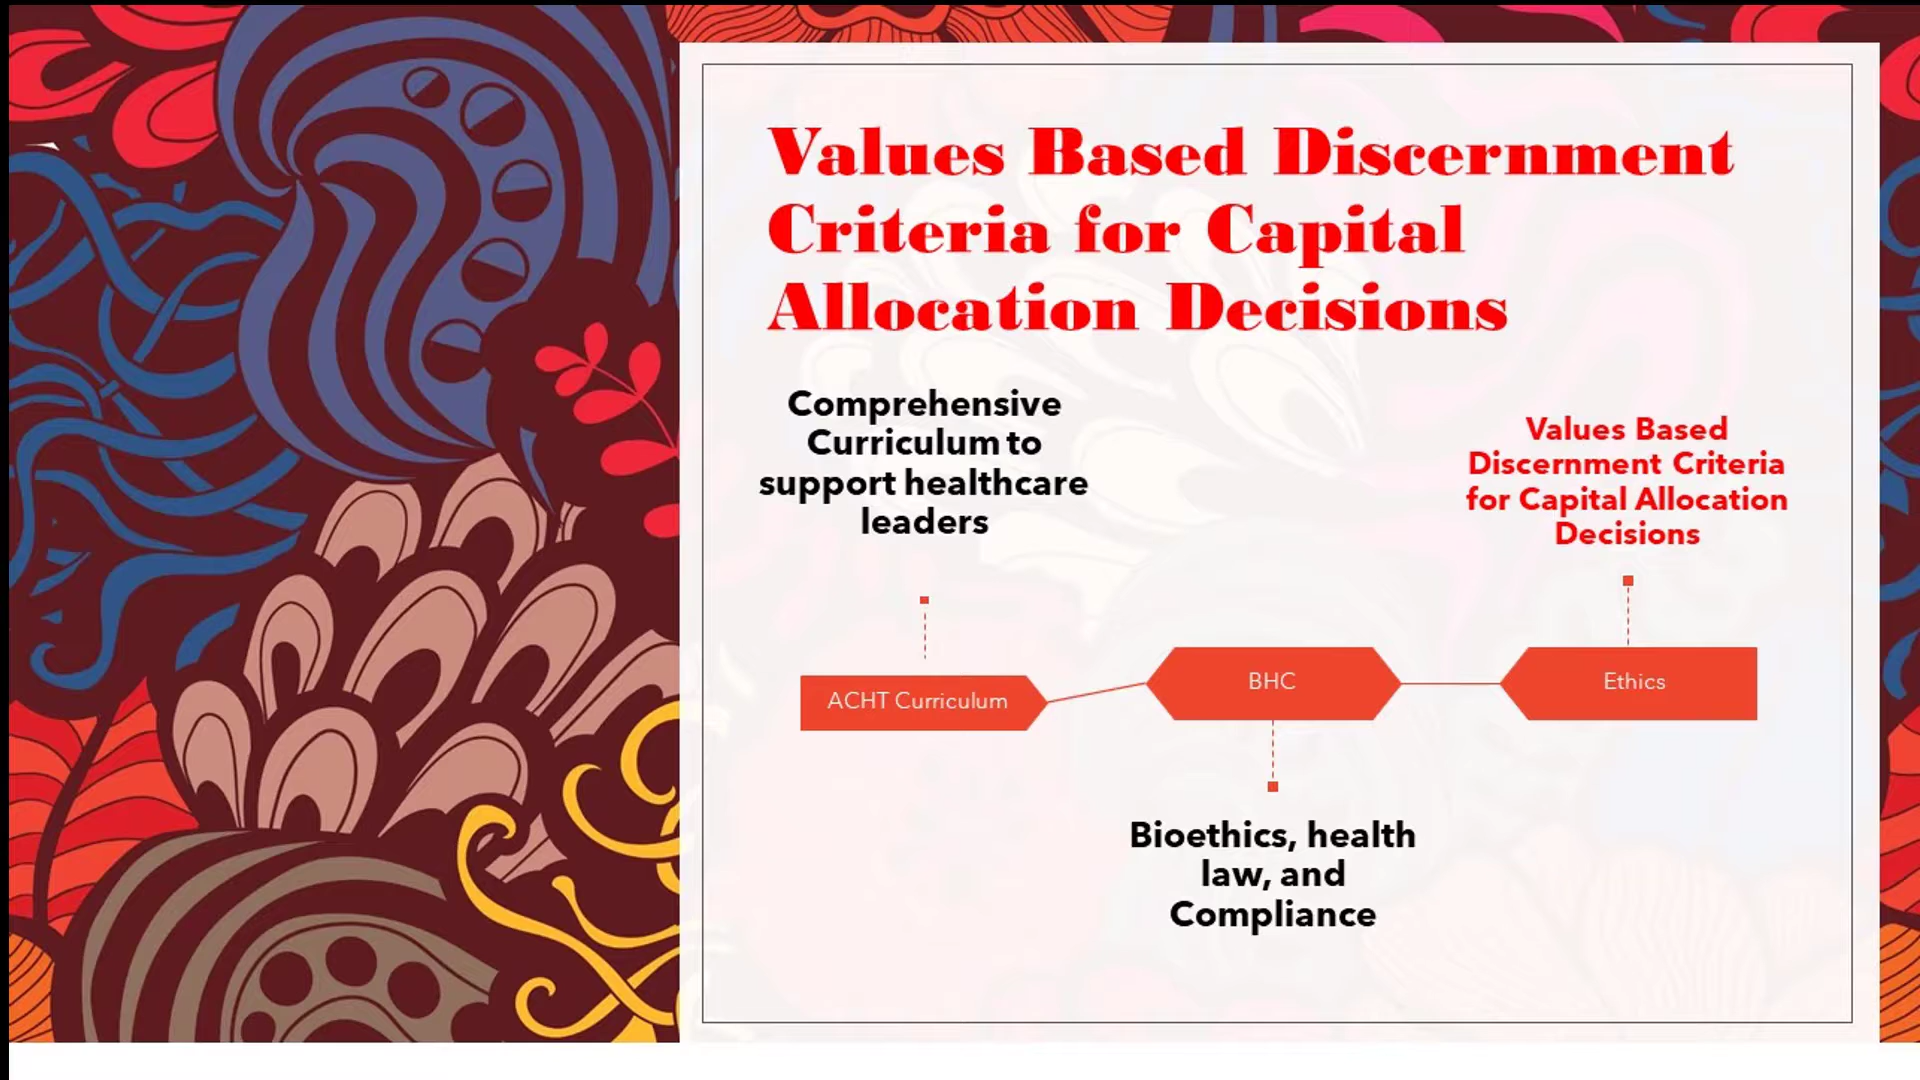 Values Based Discernment
Criteria for Capital
Allocation Decisions
Comprehensive
Curriculum to
support healthcare
leaders
Values Based
Discernment Criteria
for Capital Allocation
Decisions
ACHT Curriculum
BHC
Ethics
Bioethics, health
law, and
Compliance